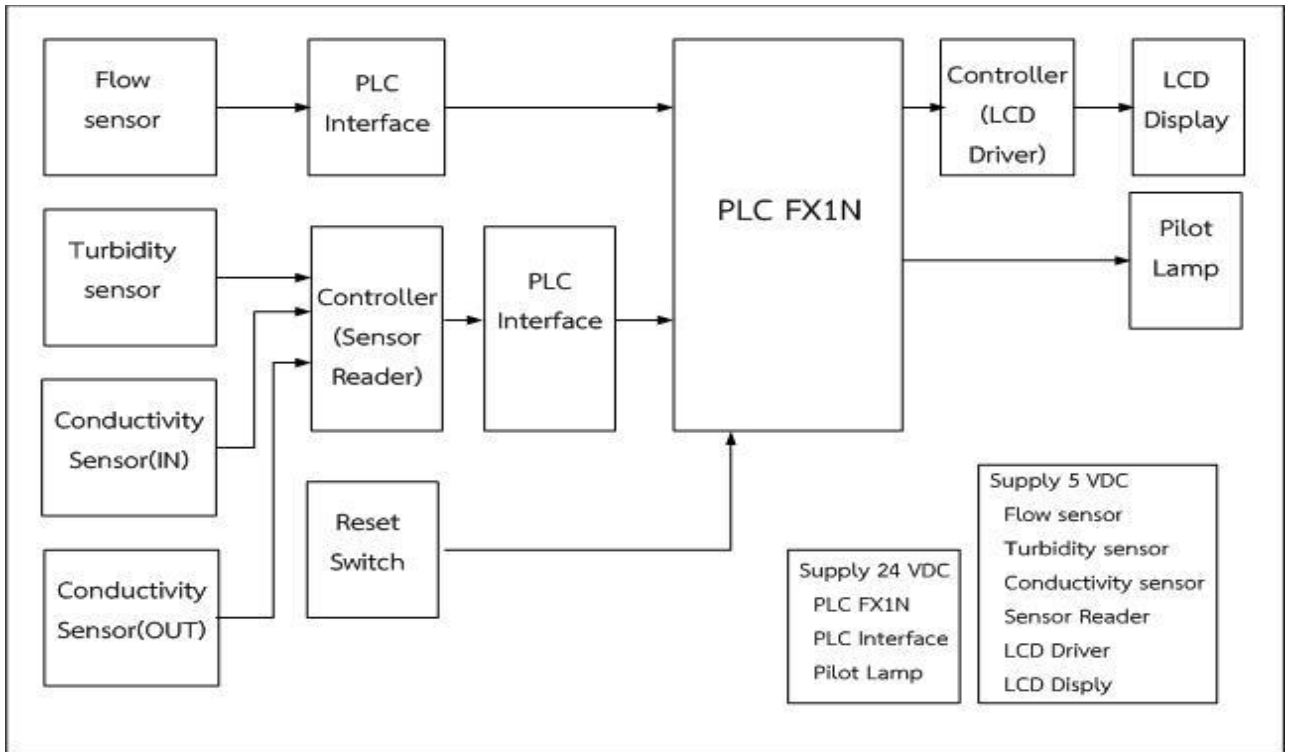 Flow
sensor
PLC
Interface
PLC FX1N
Controller
(LCD
Driver)
LCD
Display
Turbidity
sensor
Controller
(Sensor
Reader)
PLC
Interface
Pilot
Lamp
Conductivity
Sensor(IN)
Reset
Switch
Conductivity
Sensor(OUT)
Supply 24 VDC
PLC FX1N
PLC Interface
Pilot Lamp
Supply 5 VDC
Flow sensor
Turbidity sensor
Conductivity sensor
Sensor Reader
LCD Driver
LCD Disply